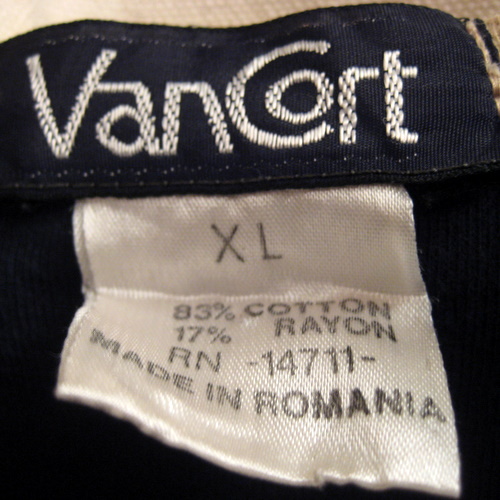 VanCort
XL
83% COTTON
17% RAYON
RN -14711-
MADE IN ROMANIA